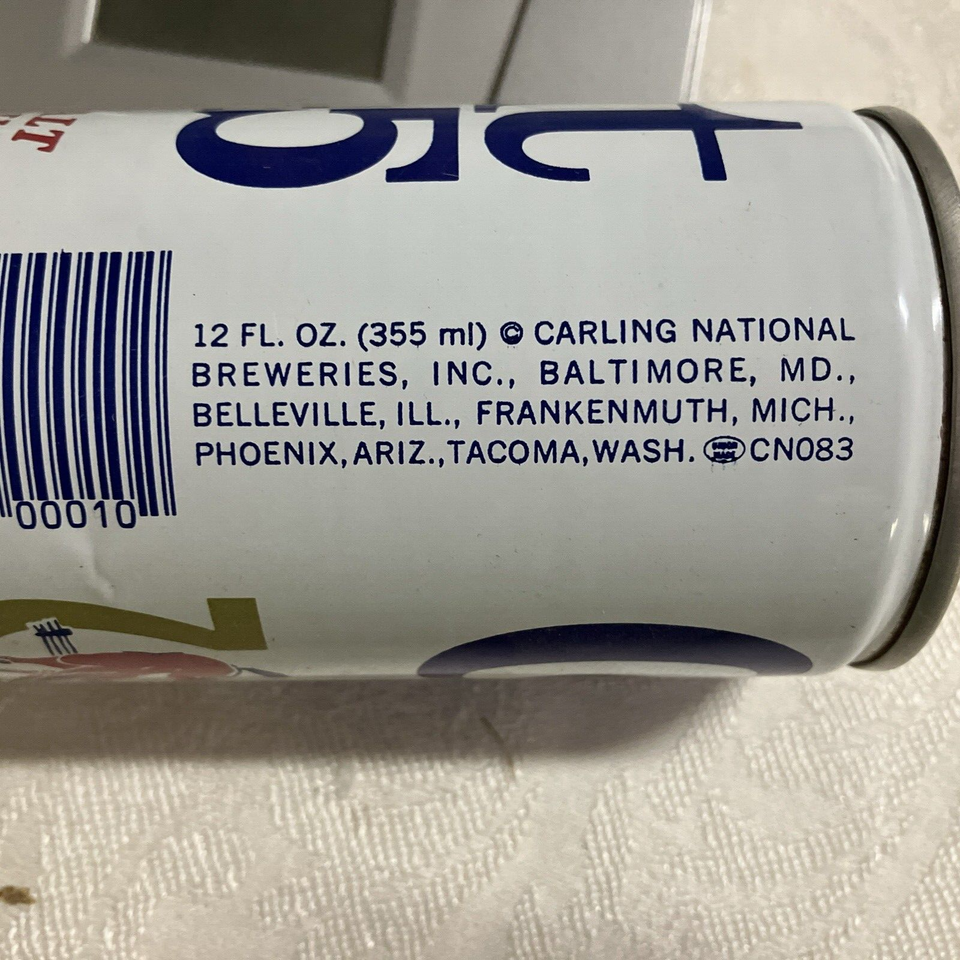 LT
12 FL. OZ. (355 ml) © CARLING NATIONAL
BREWERIES, INC., BALTIMORE, MD.,
BELLEVILLE, ILL., FRANKENMUTH, MICH.,
PHOENIX, ARIZ., TACOMA, WASH. CN083
00010